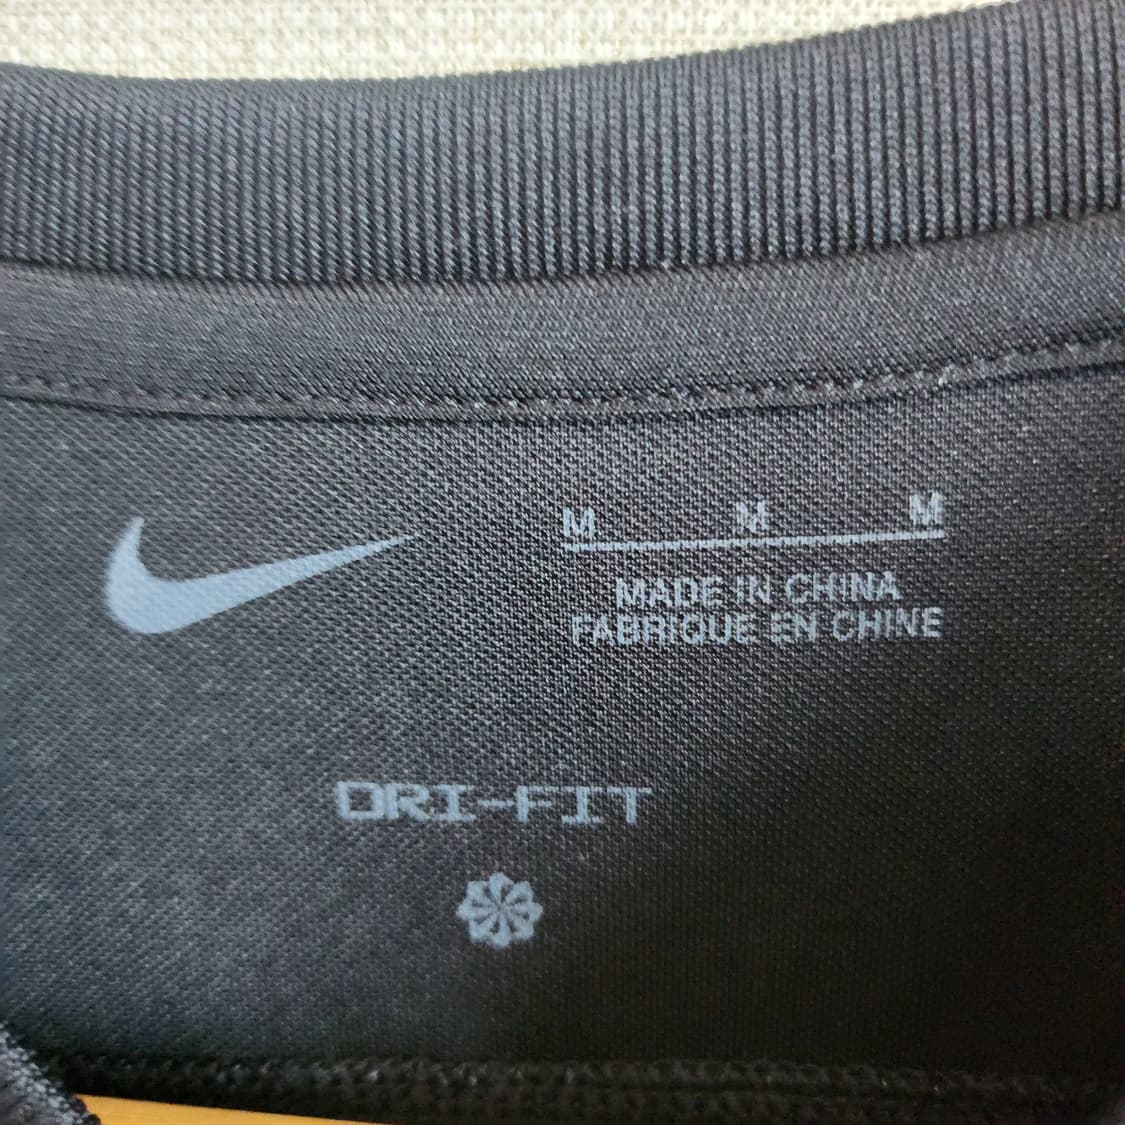 M M M
MADE IN CHINA
FABRIQUE EN CHINE
DRI-FIT